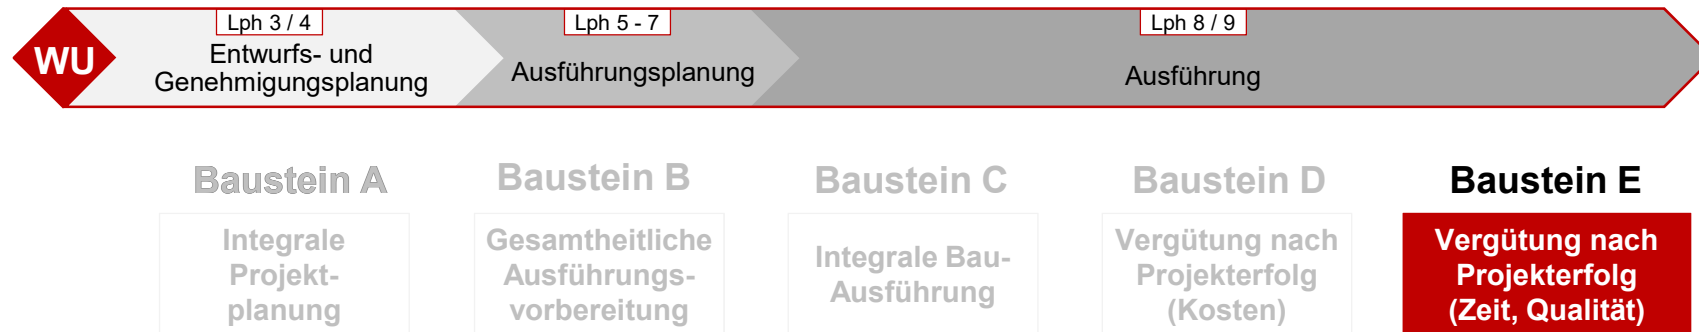 WU
Lph 3 / 4
Entwurfs- und
Genehmigungsplanung
Lph 5 - 7
Ausführungsplanung
Lph 8 / 9
Ausführung
Baustein A
Integrale
Projekt-
planung
Baustein B
Gesamtheitliche
Ausführungs-
vorbereitung
Baustein C
Integrale Bau-
Ausführung
Baustein D
Vergütung nach
Projekterfolg
(Kosten)
Baustein E
Vergütung nach
Projekterfolg
(Zeit, Qualität)